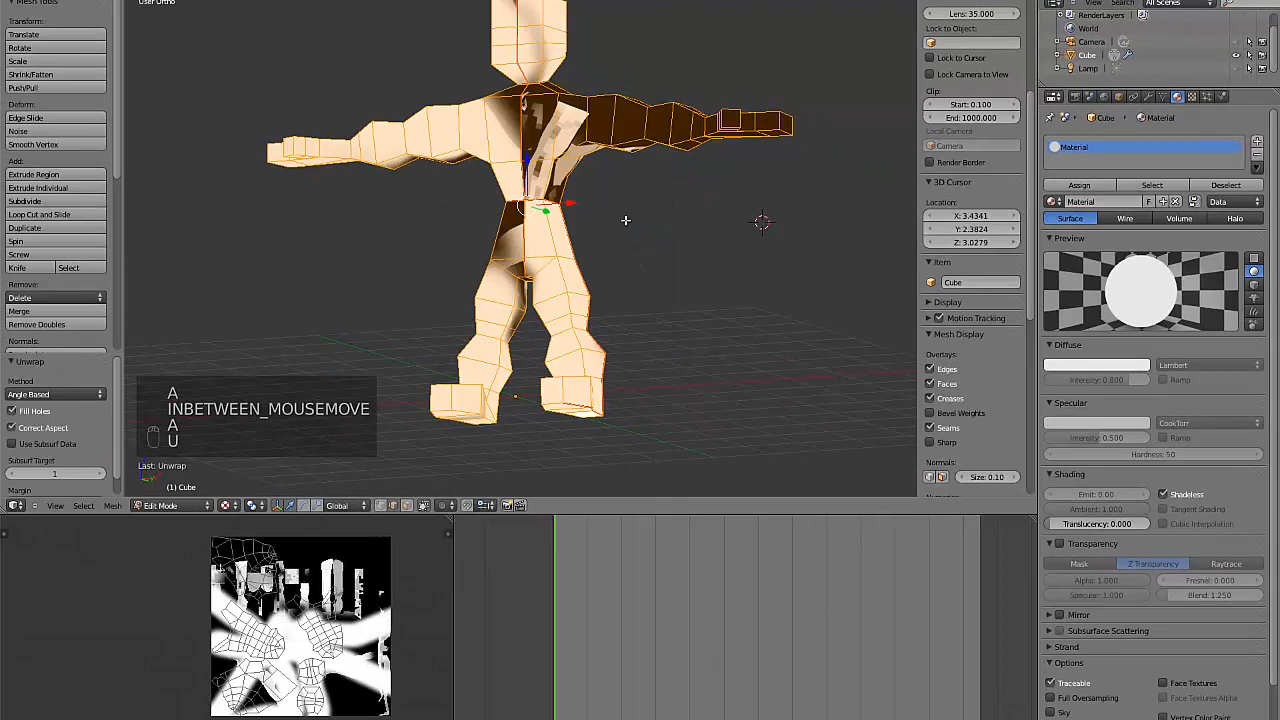 Mesh Tools
Transform:
Translate
Rotate
Scale
Shrink/Fatten
Push/Pull
Deform:
Edge Slide
Noise
Smooth Vertex
Add:
Extrude Region
Extrude Individual
Subdivide
Loop Cut and Slide
Duplicate
Spin
Screw
Knife Select
Remove:
Delete
Merge
Remove Doubles
Normals:
Unwrap
Method
Angle Based
Fill Holes
Correct Aspect
Use Subsurf Data
Subsurf Target
1
Margin
User Ortho
A
INBETWEEN_MOUSEMOVE
A
U
Last: Unwrap
(1) Cube
View Select Mesh Edit Mode Global
Lens: 35.000
Lock to Object:
Lock to Cursor
Lock Camera to View
Clip:
Start: 0.100
End: 1000.000
Local Camera
Camera
Render Border
3D Cursor
Location:
X: 3.4341
Y: 2.3824
Z: 3.0279
Item
Cube
Display
Motion Tracking
Mesh Display
Overlays:
Edges
Faces
Creases
Bevel Weights
Seams
Sharp
Normals:
Size: 0.10
View Search All Scenes
RenderLayers
World
Camera
Cube
Lamp
Cube Material
Material
Assign Select Deselect
Material F Data
Surface Wire Volume Halo
Preview
Diffuse
Lambert
Intensity: 0.800 Ramp
Specular
CookTorr
Intensity: 0.500 Ramp
Hardness: 50
Shading
Emit: 0.00 Shadeless
Ambient: 1.000 Tangent Shading
Translucency: 0.000 Cubic Interpolation
Transparency
Mask Z Transparency Raytrace
Alpha: 1.000 Fresnel: 0.000
Specular: 1.000 Blend: 1.250
Mirror
Subsurface Scattering
Strand
Options
Traceable Face Textures
Full Oversampling Face Textures Alpha
Sky Vertex Color Paint